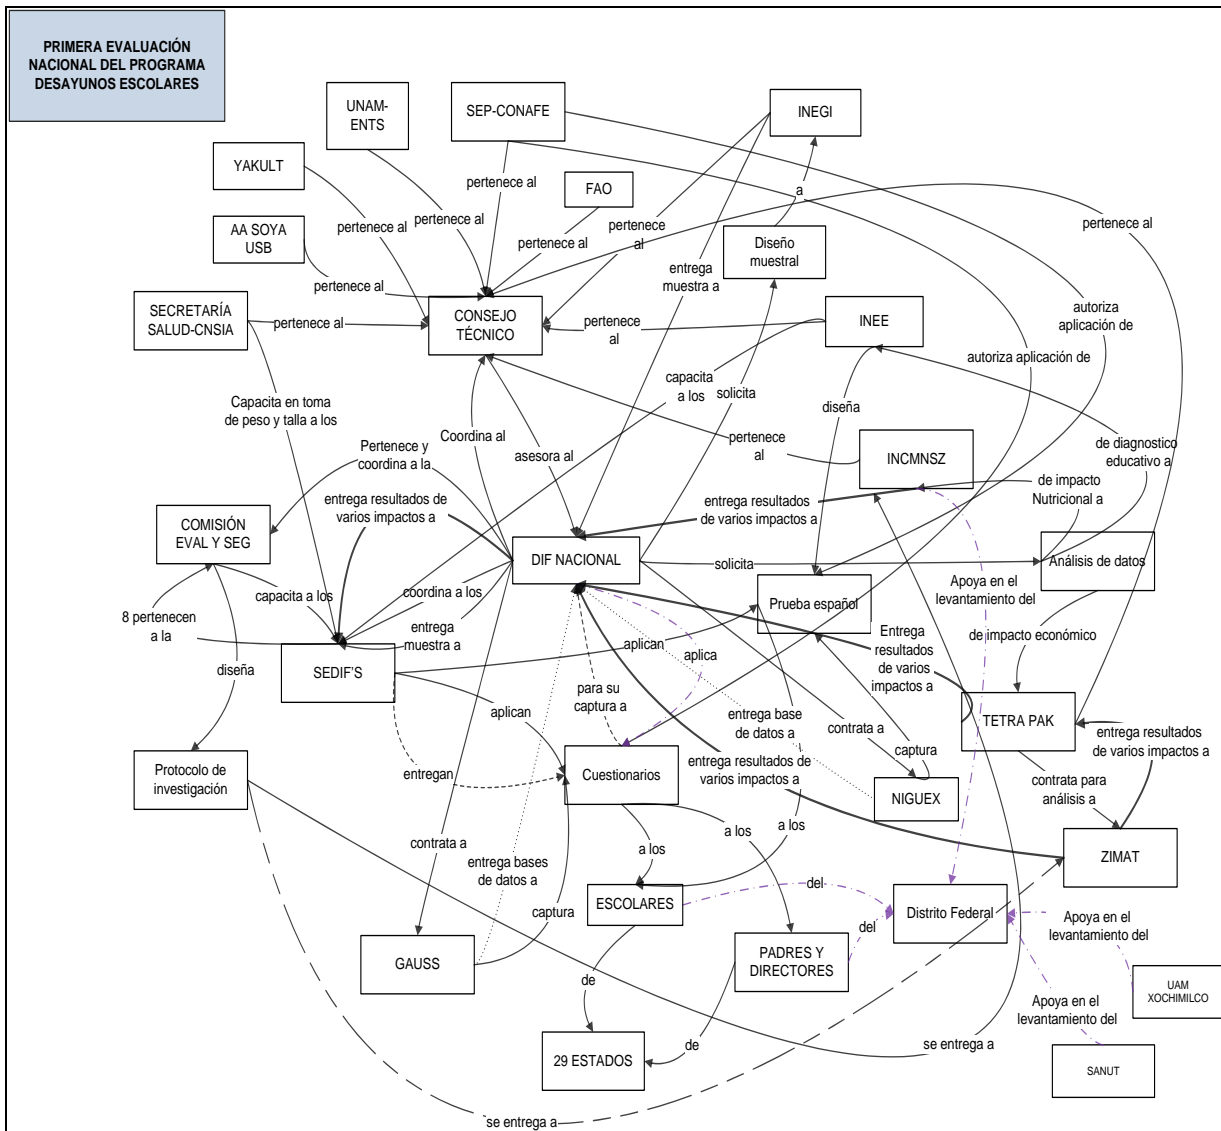 PRIMERA EVALUACIÓN
NACIONAL DEL PROGRAMA
DESAYUNOS ESCOLARES
UNAM-
ENTS
SEP-CONAFE
INEGI
YAKULT
pertenece al
FAO
a
AA SOYA
USB
pertenece al
pertenece al
pertenece al
pertenece
al
pertenece al
Diseño
muestral
pertenece al
entrega
muestra a
SECRETARÍA
SALUD-CNSIA
pertenece al
CONSEJO
TÉCNICO
pertenece
al
INEE
autoriza
aplicación de
autoriza aplicación de
capacita
a los
solicita
diseña
Capacita en toma
de peso y talla a los
Pertenece y
coordina a la
Coordina al
asesora al
pertenece
al
INCMNSZ
de diagnostico
educativo a
entrega resultados de
varios impactos a
entrega resultados
de varios impactos a
de impacto
Nutricional a
COMISIÓN
EVAL Y SEG
DIF NACIONAL
solicita
Análisis de datos
capacita a los
coordina a los
Prueba español
Apoya en el
levantamiento del
8 pertenecen
a la
entrega
muestra a
aplican
aplica
Entrega
resultados
de varios
impactos a
de impacto económico
SEDIF'S
diseña
para su
captura a
aplican
entrega base
de datos a
contrata a
TETRA PAK
entrega resultados
de varios impactos a
Protocolo de
investigación
entregan
Cuestionarios
entrega resultados de
varios impactos a
captura
NIGUEX
contrata para
análisis a
contrata a
entrega bases
de datos a
a los
a los
a los
ZIMAT
captura
ESCOLARES
del
Distrito Federal
del
Apoya en el
levantamiento del
GAUSS
PADRES Y
DIRECTORES
de
UAM
XOCHIMILCO
Apoya en el
levantamiento del
29 ESTADOS
de
se entrega a
SANUT
se entrega a